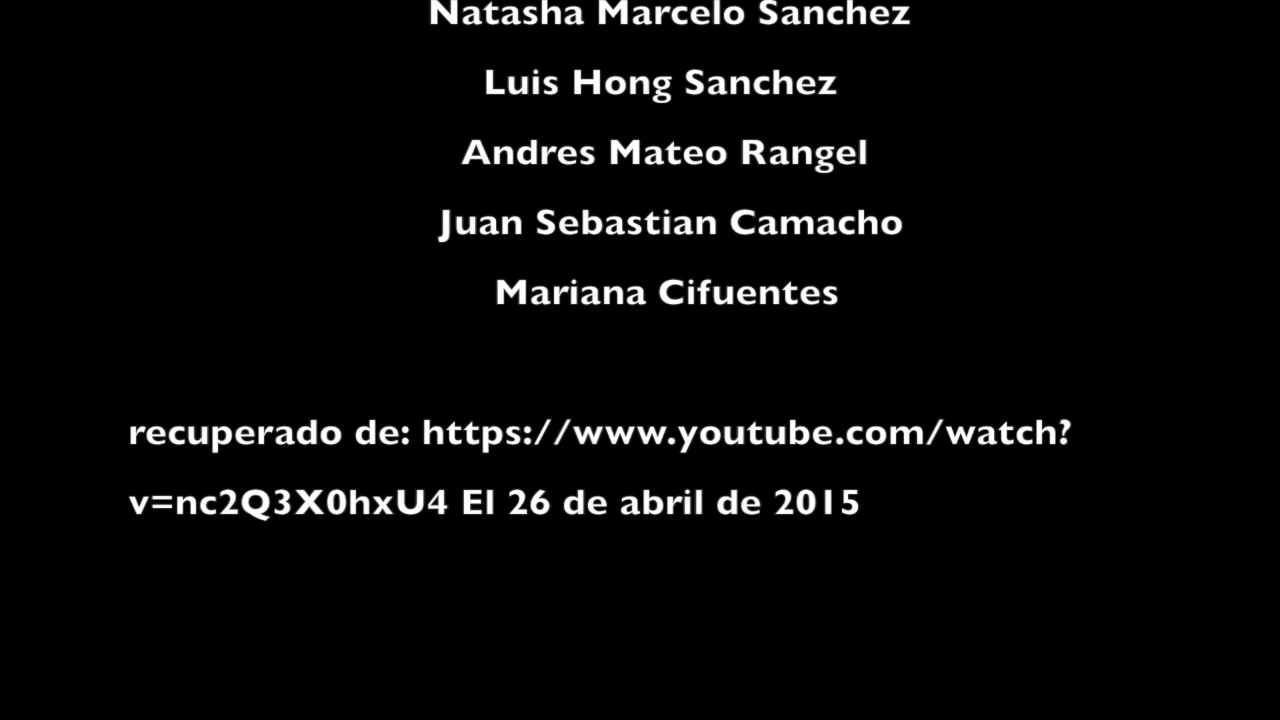 Natasha Marcelo Sanchez
Luis Hong Sanchez
Andres Mateo Rangel
Juan Sebastian Camacho
Mariana Cifuentes
recuperado de: https://www.youtube.com/watch?
v=nc2Q3X0hxU4 El 26 de abril de 2015